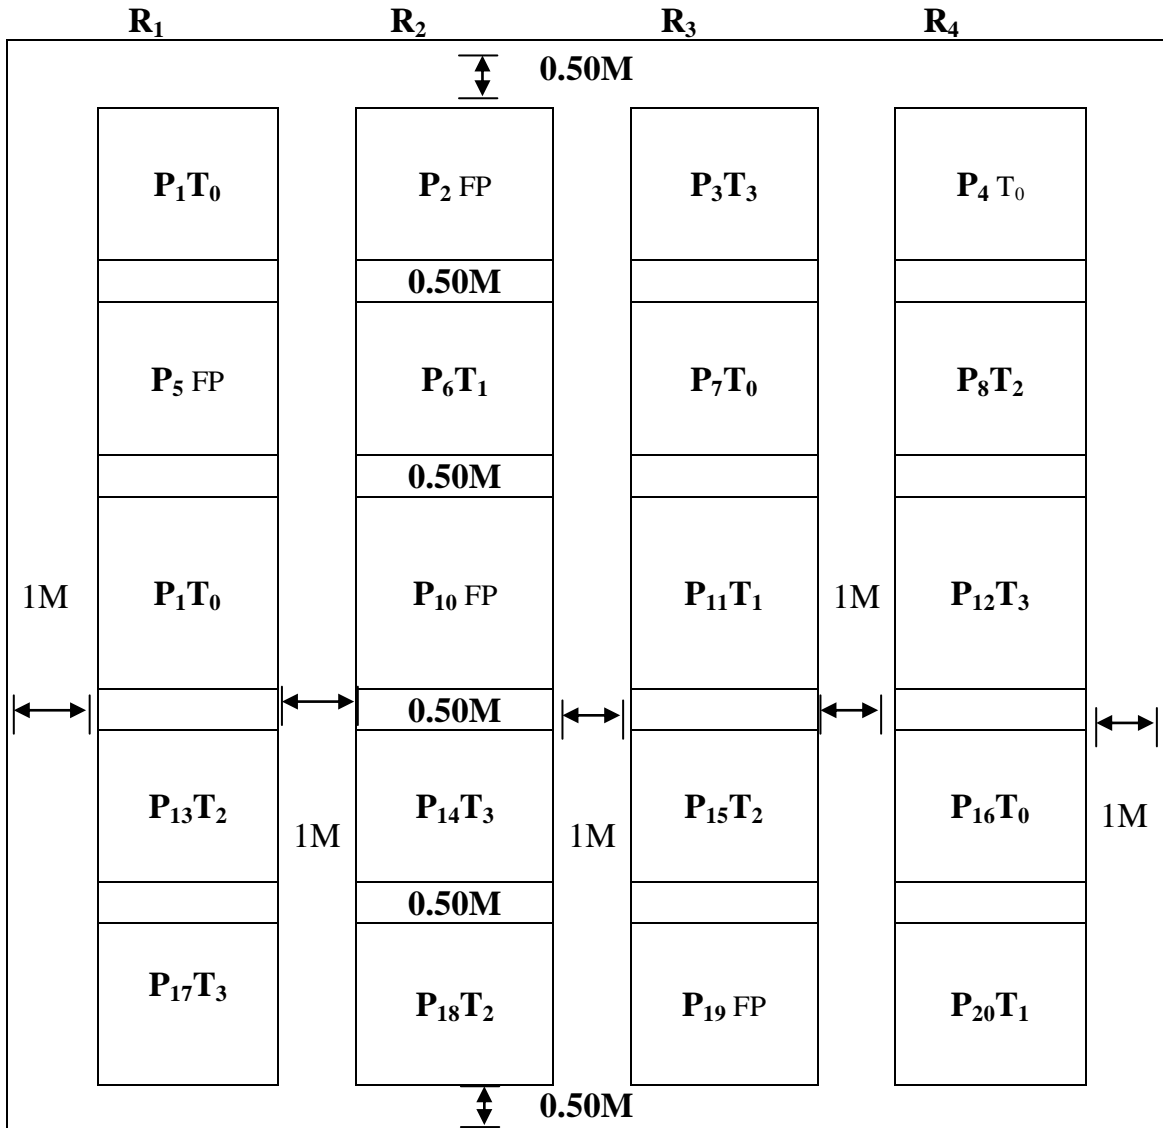 R₁ R₂ R₃ R₄
0.50M
P₁T₀ P₂ FP P₃T₃ P₄ T₀
0.50M
P₅ FP P₆T₁ P₇T₀ P₈T₂
0.50M
1M P₁T₀ P₁₀ FP P₁₁T₁ 1M P₁₂T₃
0.50M
P₁₃T₂ 1M P₁₄T₃ 1M P₁₅T₂ P₁₆T₀ 1M
0.50M
P₁₇T₃ P₁₈T₂ P₁₉ FP P₂₀T₁
0.50M